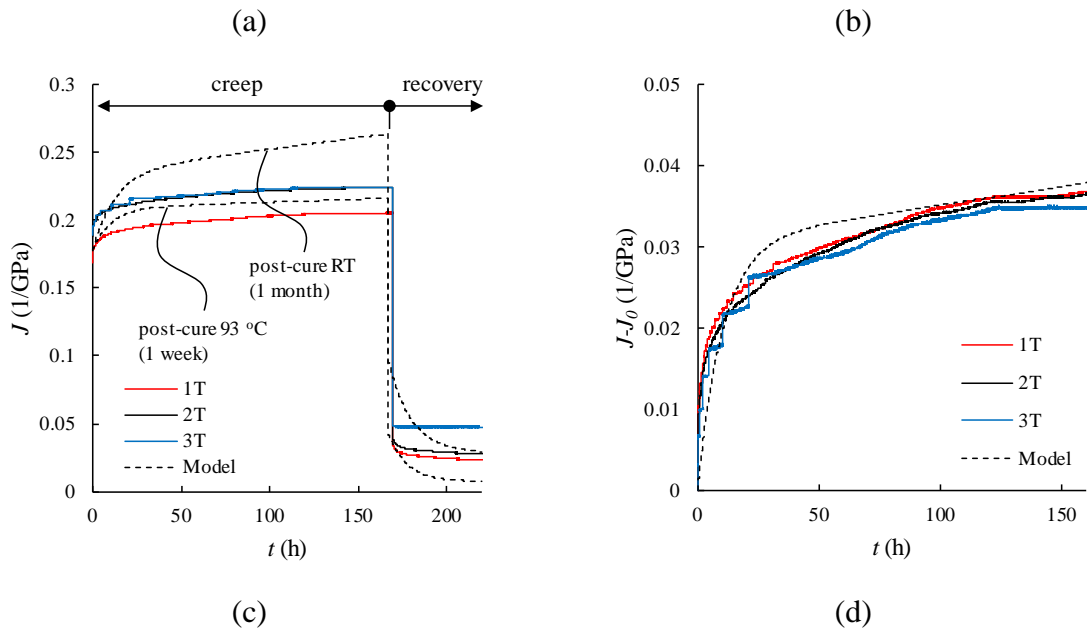 (a)
(b)
creep
recovery
0.3
0.25
0.2
0.15
0.1
0.05
0
J (1/GPa)
post-cure RT
(1 month)
post-cure 93 °C
(1 week)
1T
2T
3T
Model
0
50
100
150
200
t (h)
0.05
0.04
0.03
0.02
0.01
0
J-J0 (1/GPa)
1T
2T
3T
Model
0
50
100
150
t (h)
(c)
(d)